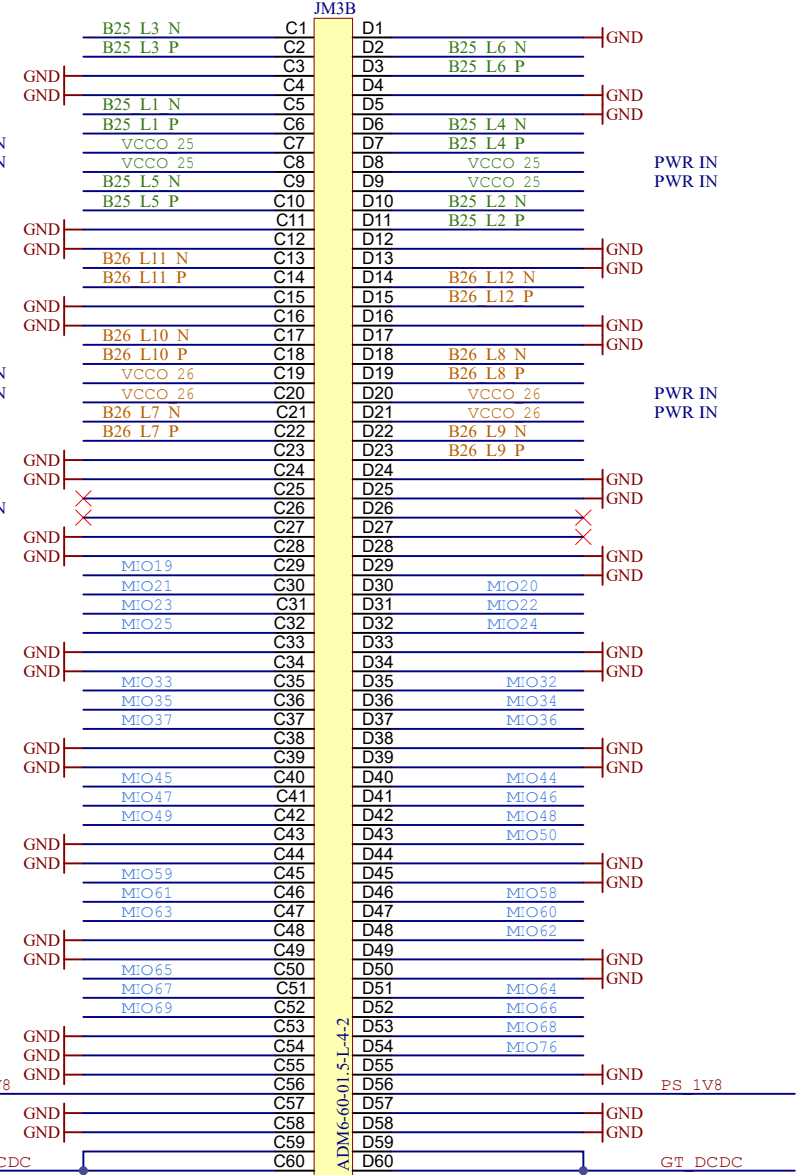 JM3B
B25_L3_N C1 D1 GND
B25_L3_P C2 D2 B25_L6_N
GND C3 D3 B25_L6_P
GND C4 D4 GND
B25_L1_N C5 D5 GND
B25_L1_P C6 D6 B25_L4_N
VCCO_25 C7 D7 B25_L4_P
VCCO_25 C8 D8 VCCO_25 PWR IN
B25_L5_N C9 D9 VCCO_25 PWR IN
B25_L5_P C10 D10 B25_L2_N
GND C11 D11 B25_L2_P
GND C12 D12 GND
B26_L11_N C13 D13 GND
B26_L11_P C14 D14 B26_L12_N
GND C15 D15 B26_L12_P
GND C16 D16 GND
B26_L10_N C17 D17 GND
B26_L10_P C18 D18 B26_L8_N
VCCO_26 C19 D19 B26_L8_P
VCCO_26 C20 D20 VCCO_26 PWR IN
B26_L7_N C21 D21 VCCO_26 PWR IN
B26_L7_P C22 D22 B26_L9_N
GND C23 D23 B26_L9_P
GND C24 D24 GND
C25 D25 GND
C26 D26
GND C27 D27
GND C28 D28 GND
MIO19 C29 D29 GND
MIO21 C30 D30 MIO20
MIO23 C31 D31 MIO22
MIO25 C32 D32 MIO24
GND C33 D33 GND
GND C34 D34 GND
MIO33 C35 D35 MIO32
MIO35 C36 D36 MIO34
MIO37 C37 D37 MIO36
GND C38 D38 GND
GND C39 D39 GND
MIO45 C40 D40 MIO44
MIO47 C41 D41 MIO46
MIO49 C42 D42 MIO48
GND C43 D43 MIO50
GND C44 D44 GND
MIO59 C45 D45 GND
MIO61 C46 D46 MIO58
MIO63 C47 D47 MIO60
GND C48 D48 MIO62
GND C49 D49 GND
MIO65 C50 D50 GND
MIO67 C51 D51 MIO64
MIO69 C52 D52 MIO66
GND C53 D53 MIO68
GND C54 D54 MIO76
GND C55 D55 GND
C56 D56 PS_1V8
GND C57 D57 GND
GND C58 D58 GND
C59 D59
C60 D60 GT_DCDC
ADM6-60-01.5-L-4-2